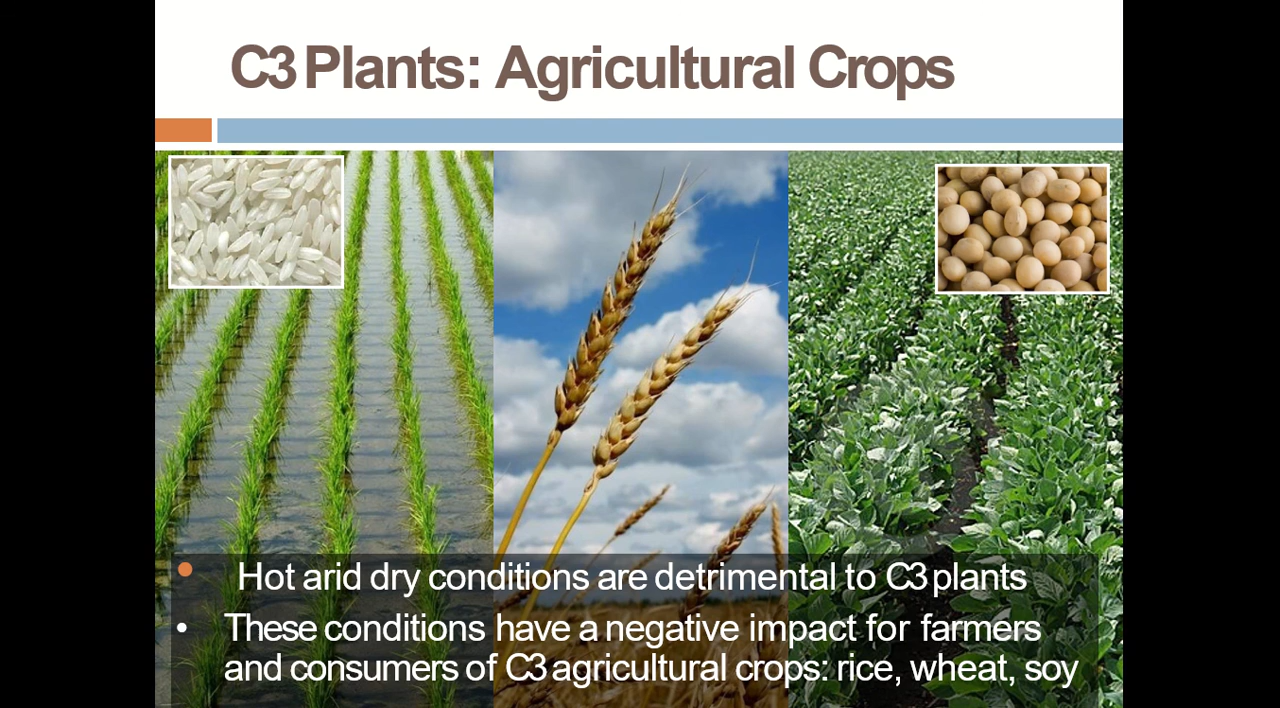 C3 Plants: Agricultural Crops
• Hot arid dry conditions are detrimental to C3 plants
• These conditions have a negative impact for farmers
and consumers of C3 agricultural crops: rice, wheat, soy